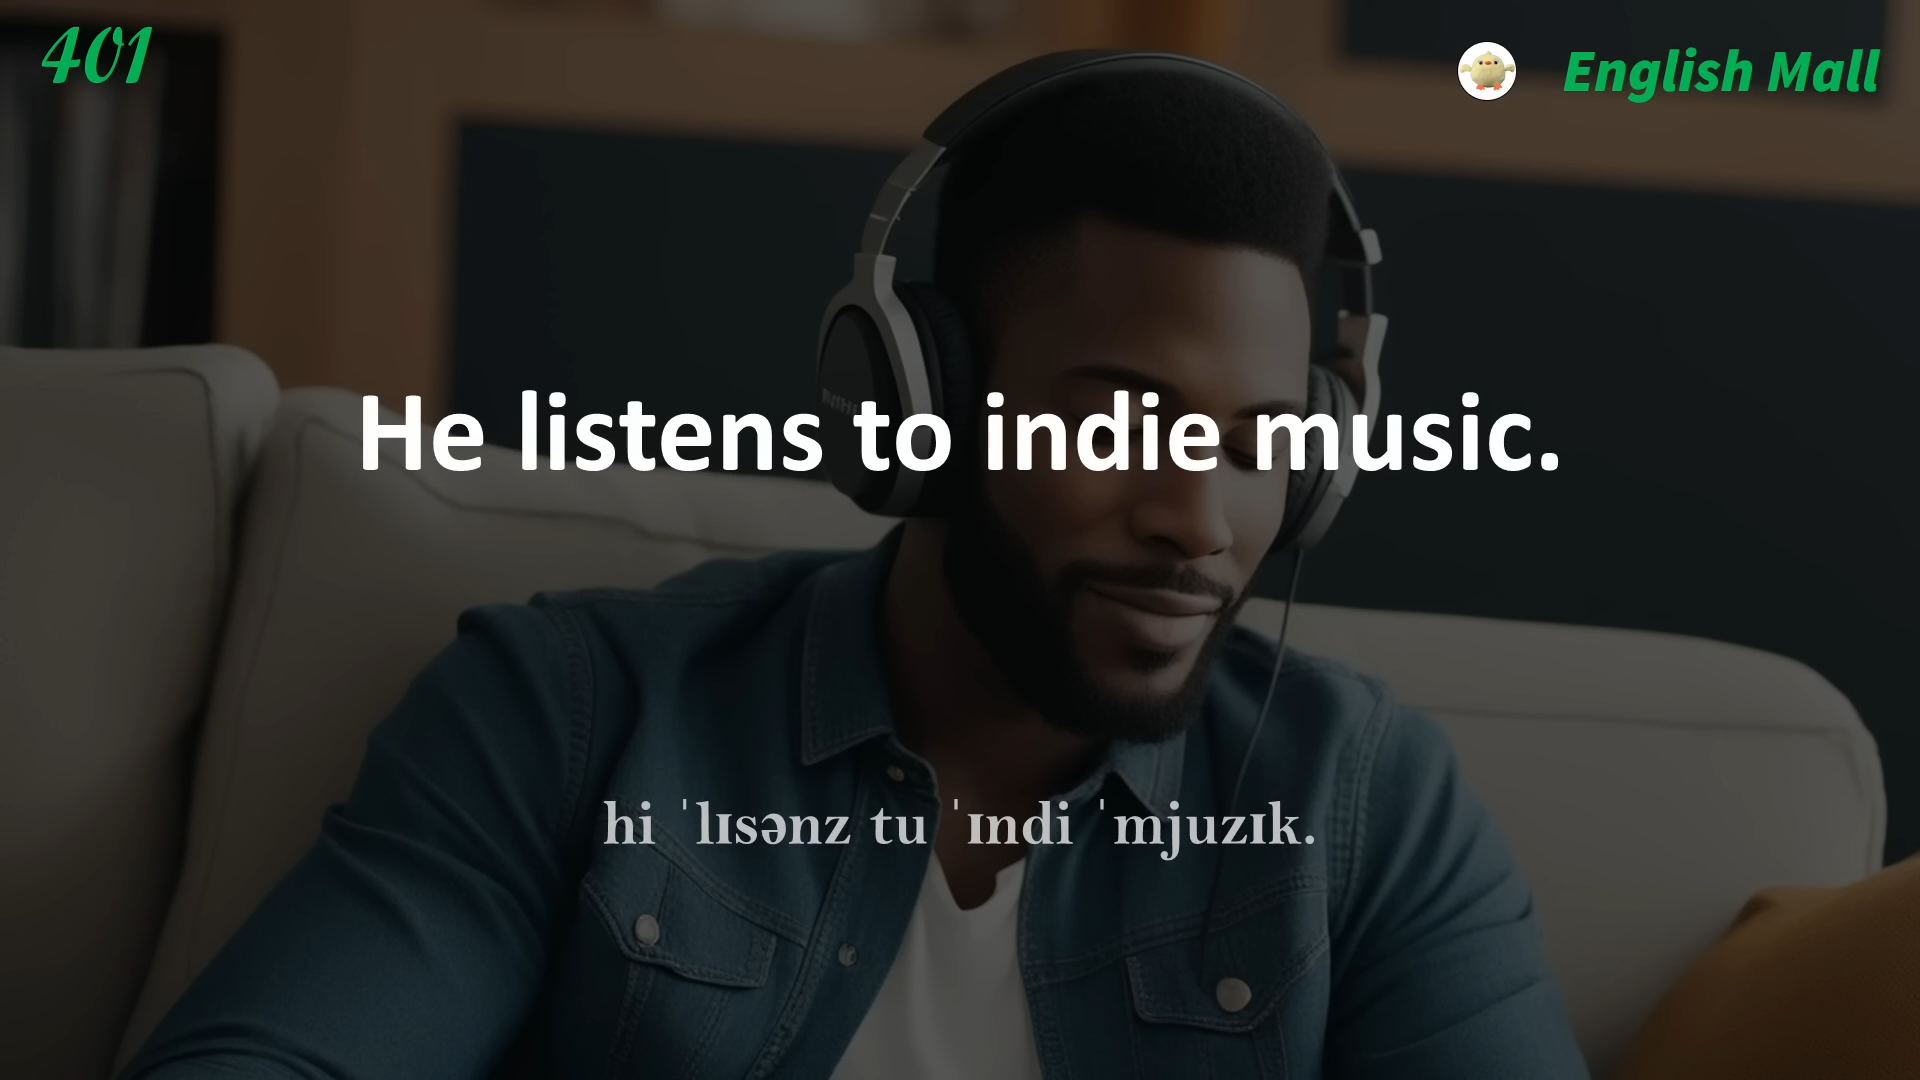 401
English Mall
He listens to indie music.
hi ˈlɪsənz tu ˈɪndi ˈmjuzɪk.